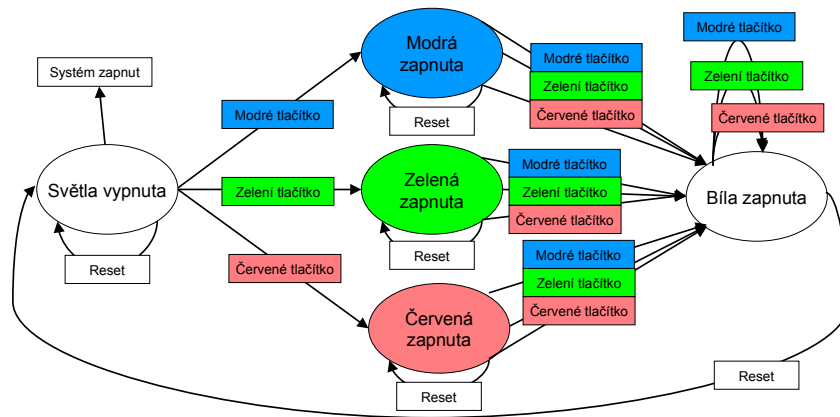 Modré tlačítko
Modrá
zapnuta
Modré tlačítko
Systém zapnut
Zelení tlačítko
Zelení tlačítko
Modré tlačítko
Červené tlačítko
Červené tlačítko
Reset
Modré tlačítko
Světla vypnuta
Zelení tlačítko
Zelená
zapnuta
Zelení tlačítko
Bíla zapnuta
Červené tlačítko
Reset
Reset
Modré tlačítko
Červené tlačítko
Zelení tlačítko
Červené tlačítko
Červená
zapnuta
Reset
Reset